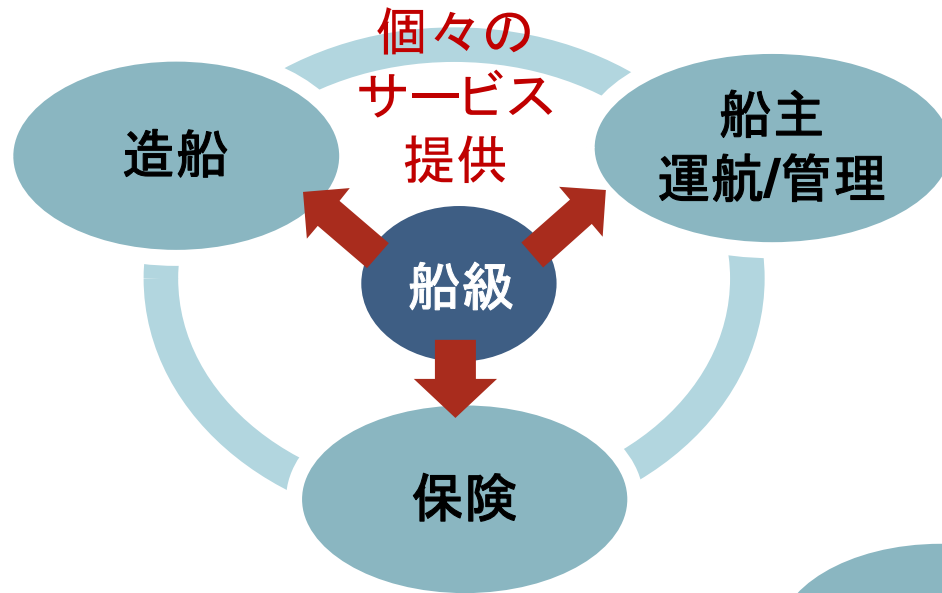 個々の
サービス
提供
造船
船主
運航/管理
船級
保険